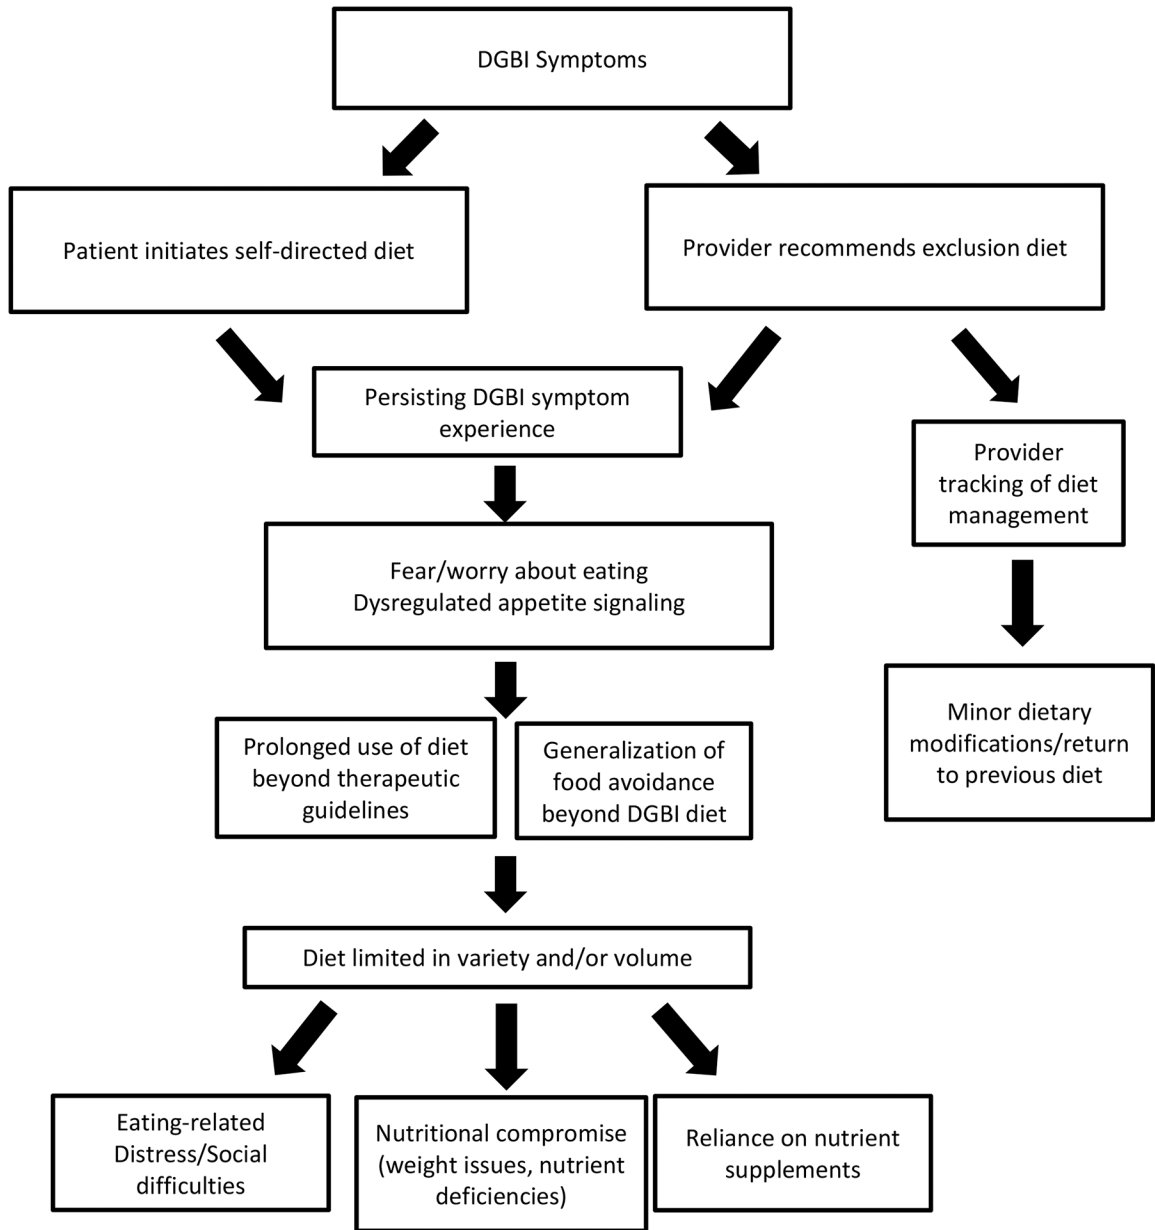 DGBI Symptoms
Patient initiates self-directed diet
Provider recommends exclusion diet
Persisting DGBI symptom
experience
Provider
tracking of diet
management
Fear/worry about eating
Dysregulated appetite signaling
Prolonged use of diet
beyond therapeutic
guidelines
Generalization of
food avoidance
beyond DGBI diet
Minor dietary
modifications/return
to previous diet
Diet limited in variety and/or volume
Eating-related
Distress/Social
difficulties
Nutritional compromise
(weight issues, nutrient
deficiencies)
Reliance on nutrient
supplements